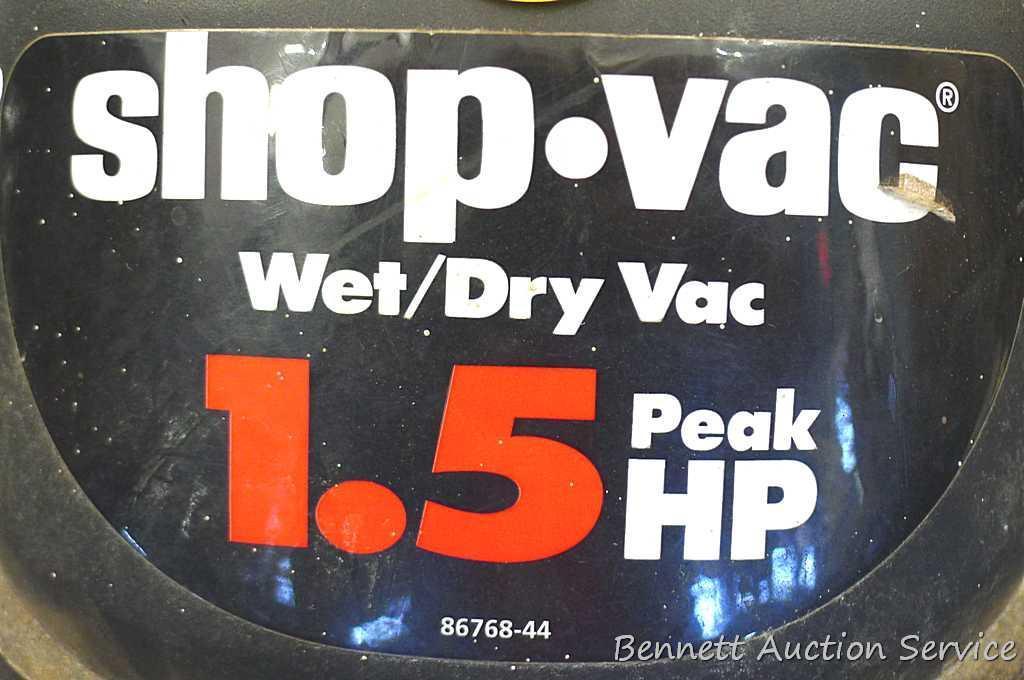 shop•vac®
Wet/Dry Vac
1.5 Peak HP
86768-44
Bennett Auction Service